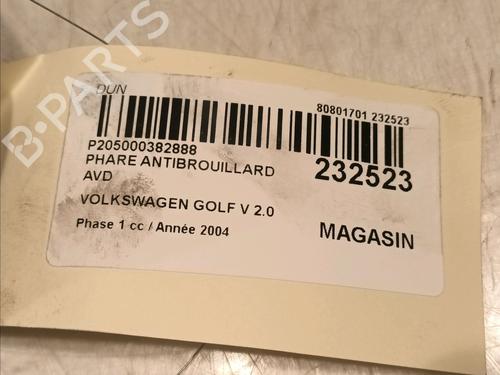 DUN
80801701 232523
P205000382888
PHARE ANTIBROUILLARD
AVD
232523
VOLKSWAGEN GOLF V 2.0
Phase 1 cc / Année 2004
MAGASIN
B-PARTS